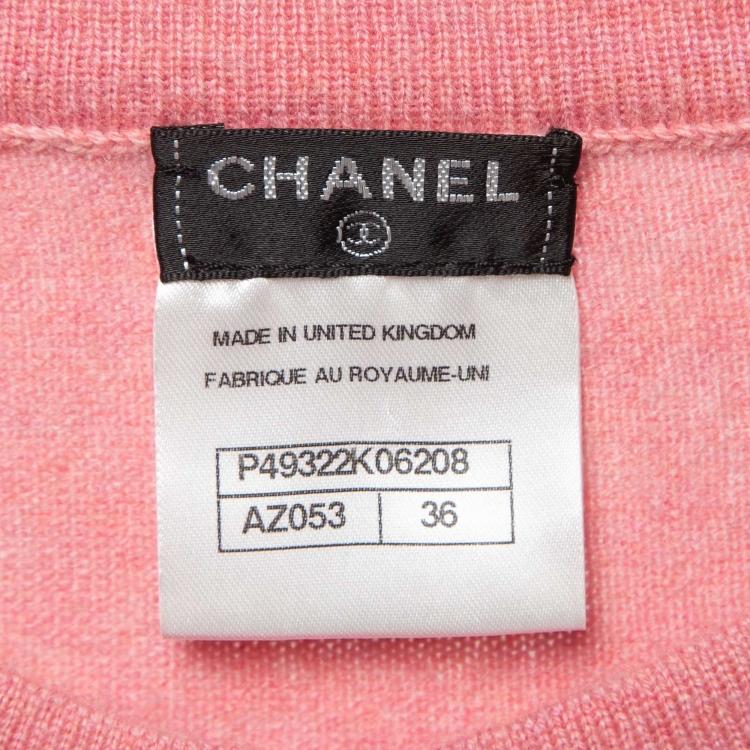 CHANEL
MADE IN UNITED KINGDOM
FABRIQUE AU ROYAUME-UNI
P49322K06208
AZ053 36